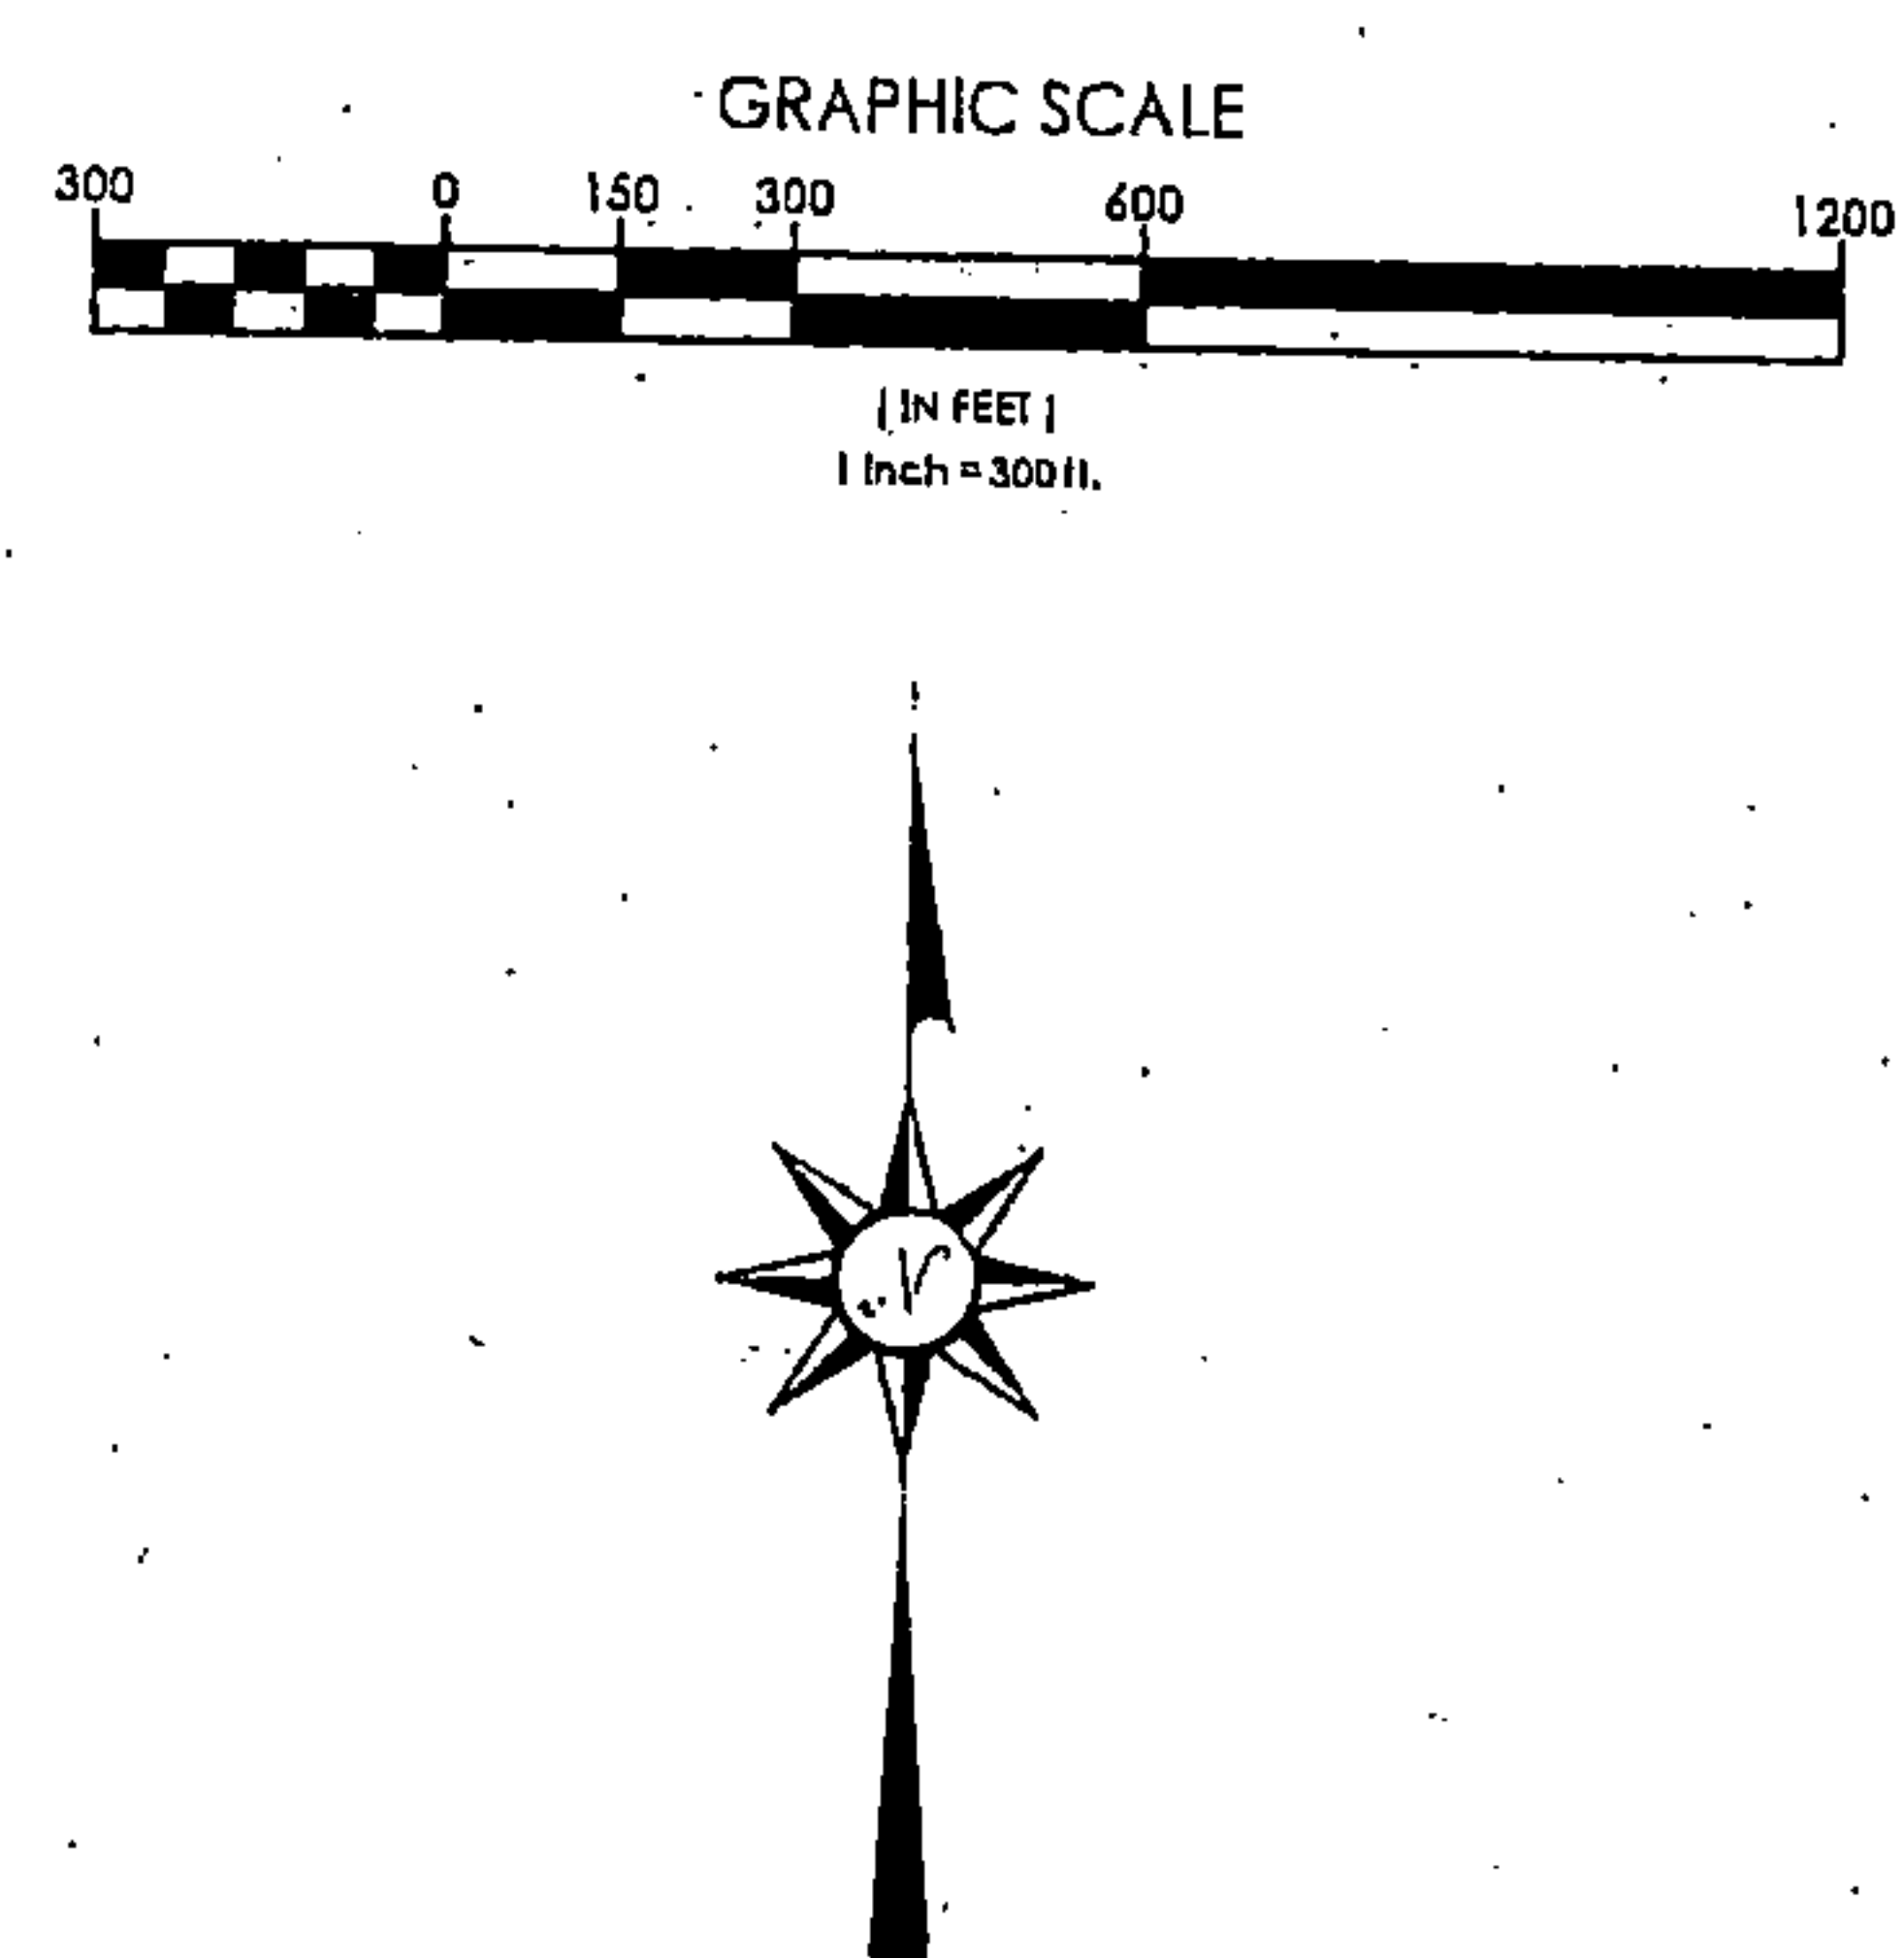 GRAPHIC SCALE
300 0 150 300 600 1200
( IN FEET )
1 Inch = 300 ft.
N